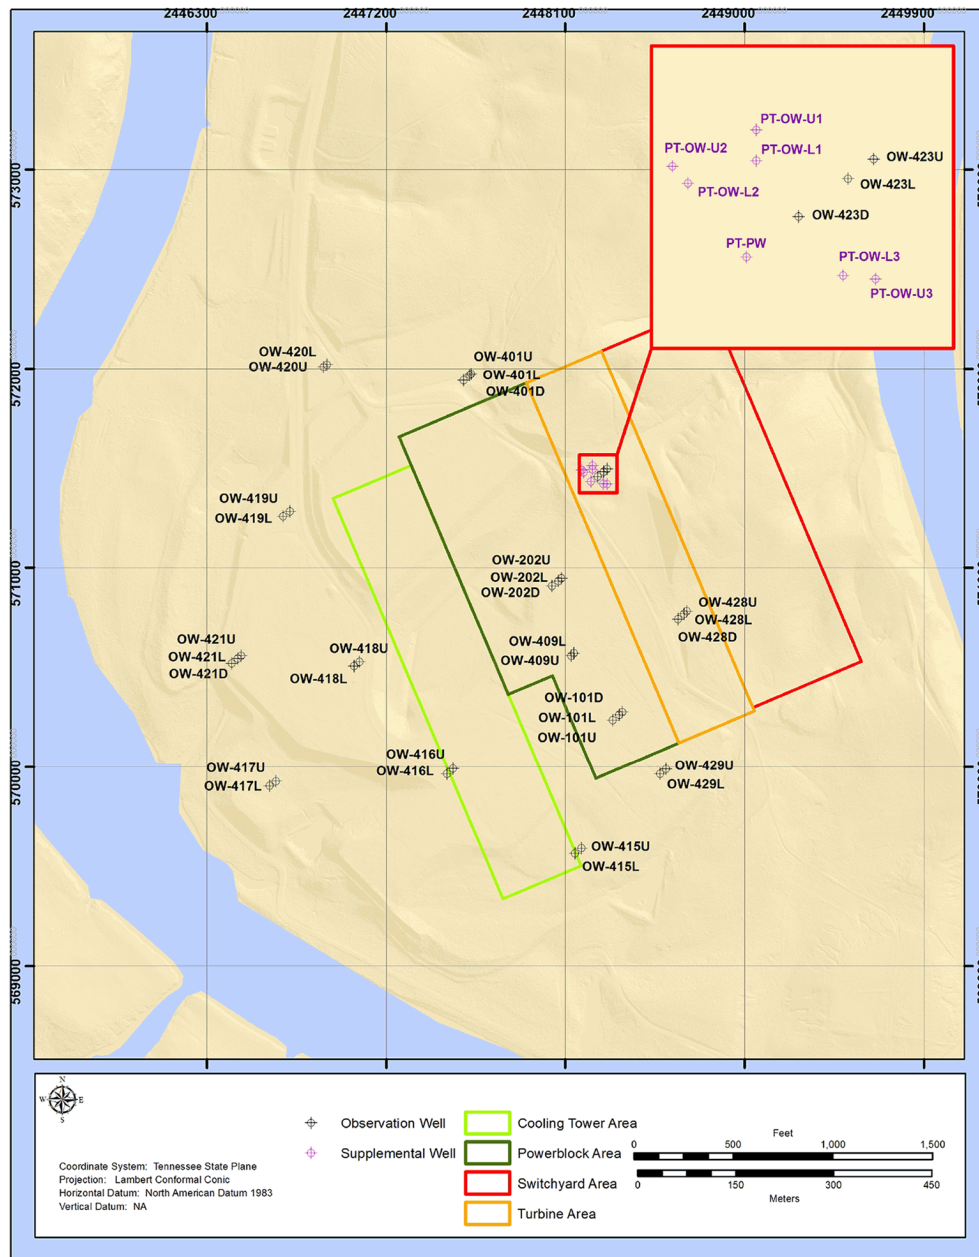 2446300 2447200 2448100 2449000 2449900
573000
572000
571000
570000
569000
PT-OW-U1
PT-OW-U2
PT-OW-L1
OW-423U
PT-OW-L2
OW-423L
OW-423D
PT-PW
PT-OW-L3
PT-OW-U3
OW-420L
OW-420U
OW-401U
OW-401L
OW-401D
OW-419U
OW-419L
OW-202U
OW-202L
OW-202D
OW-428U
OW-428L
OW-428D
OW-421U
OW-421L
OW-421D
OW-418U
OW-418L
OW-409L
OW-409U
OW-101D
OW-101L
OW-101U
OW-417U
OW-417L
OW-416U
OW-416L
OW-429U
OW-429L
OW-415U
OW-415L
N
W E
S
Coordinate System: Tennessee State Plane
Projection: Lambert Conformal Conic
Horizontal Datum: North American Datum 1983
Vertical Datum: NA
Observation Well
Supplemental Well
Cooling Tower Area
Powerblock Area
Switchyard Area
Turbine Area
Feet
0 500 1,000 1,500
0 150 300 450
Meters